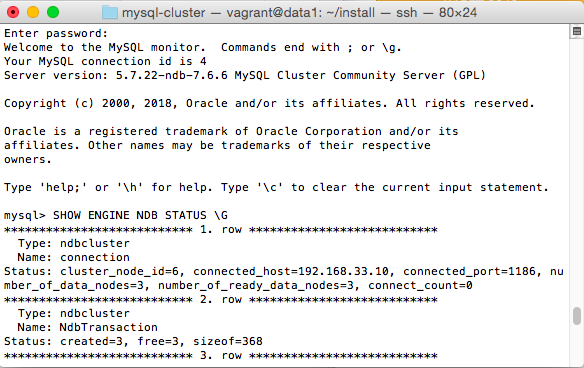 mysql-cluster — vagrant@data1: ~/install — ssh — 80×24
Enter password:
Welcome to the MySQL monitor.  Commands end with ; or \g.
Your MySQL connection id is 4
Server version: 5.7.22-ndb-7.6.6 MySQL Cluster Community Server (GPL)
Copyright (c) 2000, 2018, Oracle and/or its affiliates. All rights reserved.
Oracle is a registered trademark of Oracle Corporation and/or its
affiliates. Other names may be trademarks of their respective
owners.
Type 'help;' or '\h' for help. Type '\c' to clear the current input statement.
mysql> SHOW ENGINE NDB STATUS \G
*************************** 1. row ***************************
  Type: ndbcluster
  Name: connection
Status: cluster_node_id=6, connected_host=192.168.33.10, connected_port=1186, nu
mber_of_data_nodes=3, number_of_ready_data_nodes=3, connect_count=0
*************************** 2. row ***************************
  Type: ndbcluster
  Name: NdbTransaction
Status: created=3, free=3, sizeof=368
*************************** 3. row ***************************